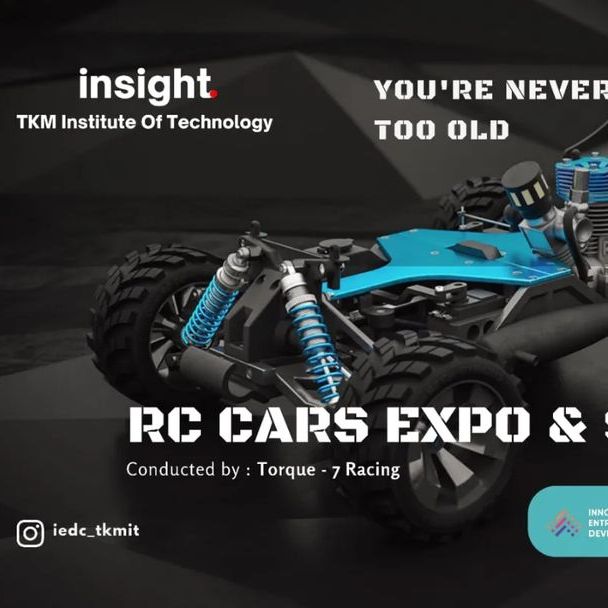 insight.
TKM Institute Of Technology
YOU'RE NEVER
TOO OLD
RC CARS EXPO &
Conducted by : Torque - 7 Racing
iedc_tkmit